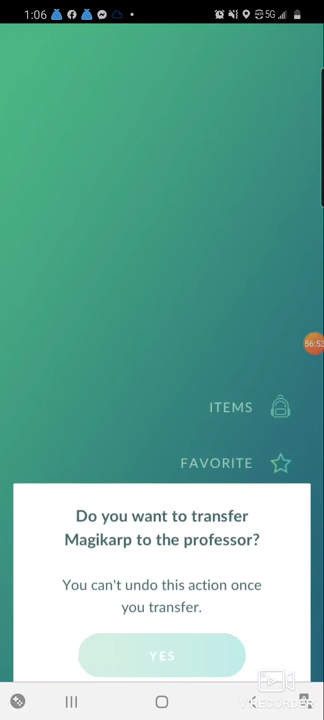 1:06
5G
56:53
ITEMS
FAVORITE
Do you want to transfer
Magikarp to the professor?
You can't undo this action once
you transfer.
YES
VRECORDER